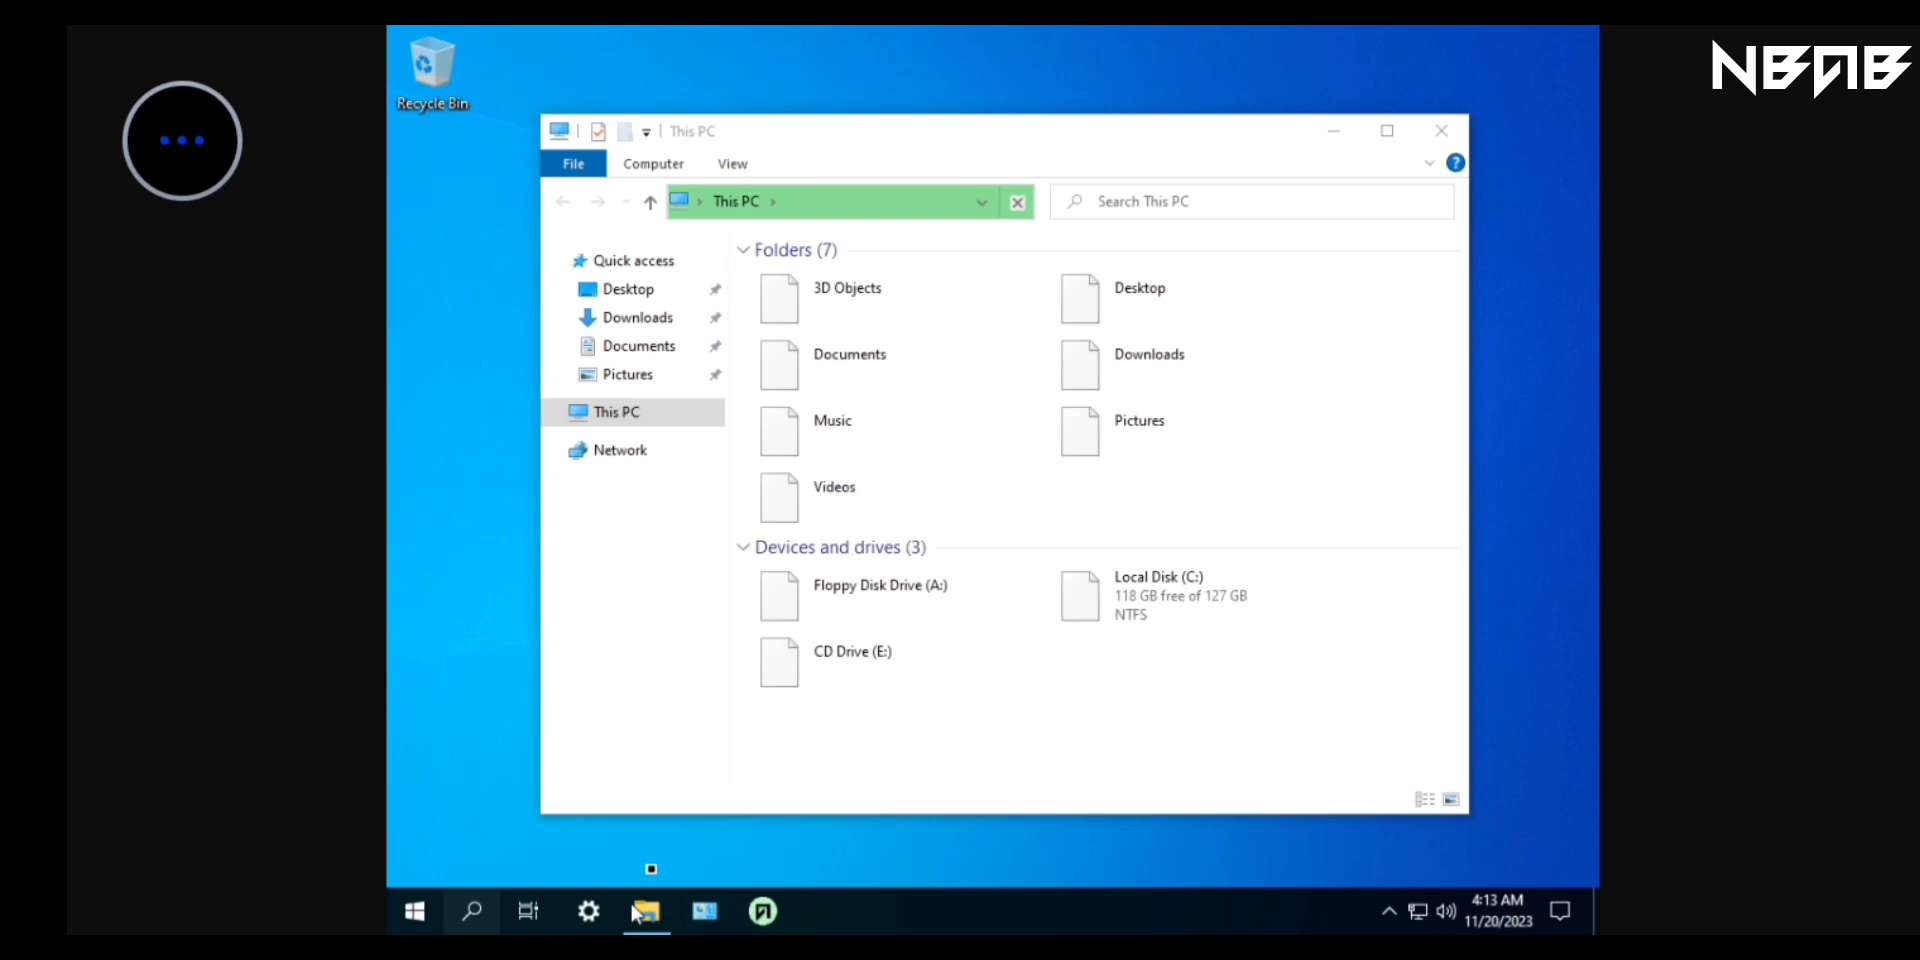 NBAB
Recycle Bin
This PC
File Computer View
This PC
Search This PC
Quick access
Desktop
Downloads
Documents
Pictures
This PC
Network
Folders (7)
3D Objects
Desktop
Documents
Downloads
Music
Pictures
Videos
Devices and drives (3)
Floppy Disk Drive (A:)
Local Disk (C:)
118 GB free of 127 GB
NTFS
CD Drive (E:)
4:13 AM
11/20/2023